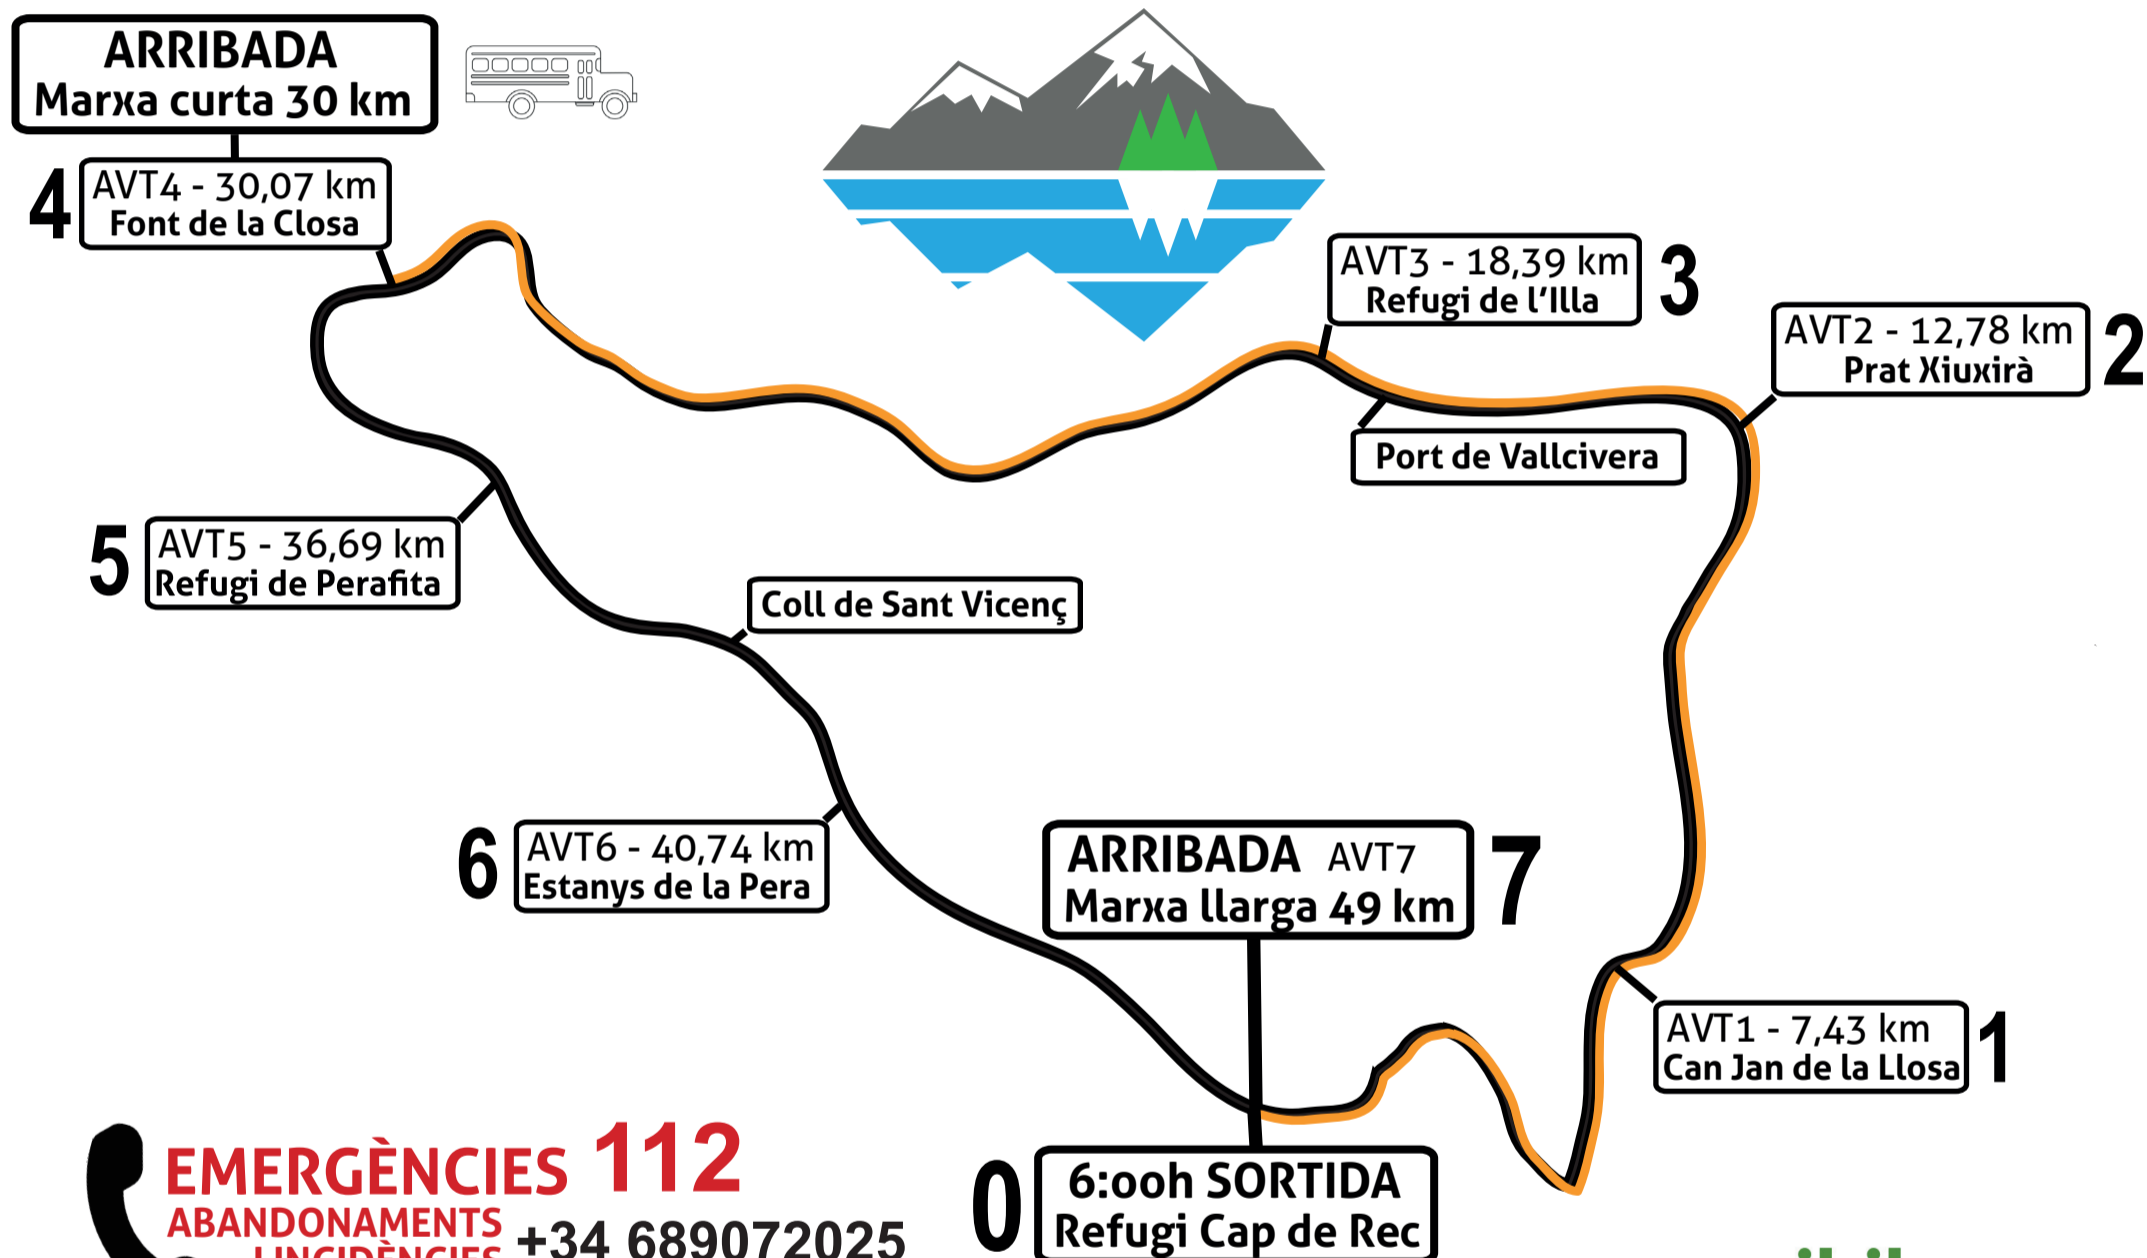 ARRIBADA
Marxa curta 30 km
4
AVT4 - 30,07 km
Font de la Closa
AVT3 - 18,39 km
Refugi de l’Illa
3
AVT2 - 12,78 km
Prat Xiuxirà
2
Port de Vallcivera
5
AVT5 - 36,69 km
Refugi de Perafita
Coll de Sant Vicenç
6
AVT6 - 40,74 km
Estanys de la Pera
ARRIBADA AVT7
Marxa llarga 49 km
7
AVT1 - 7,43 km
Can Jan de la Llosa
1
EMERGÈNCIES 112
ABANDONAMENTS
I INCIDÈNCIES
+34 689072025
0
6:00h SORTIDA
Refugi Cap de Rec